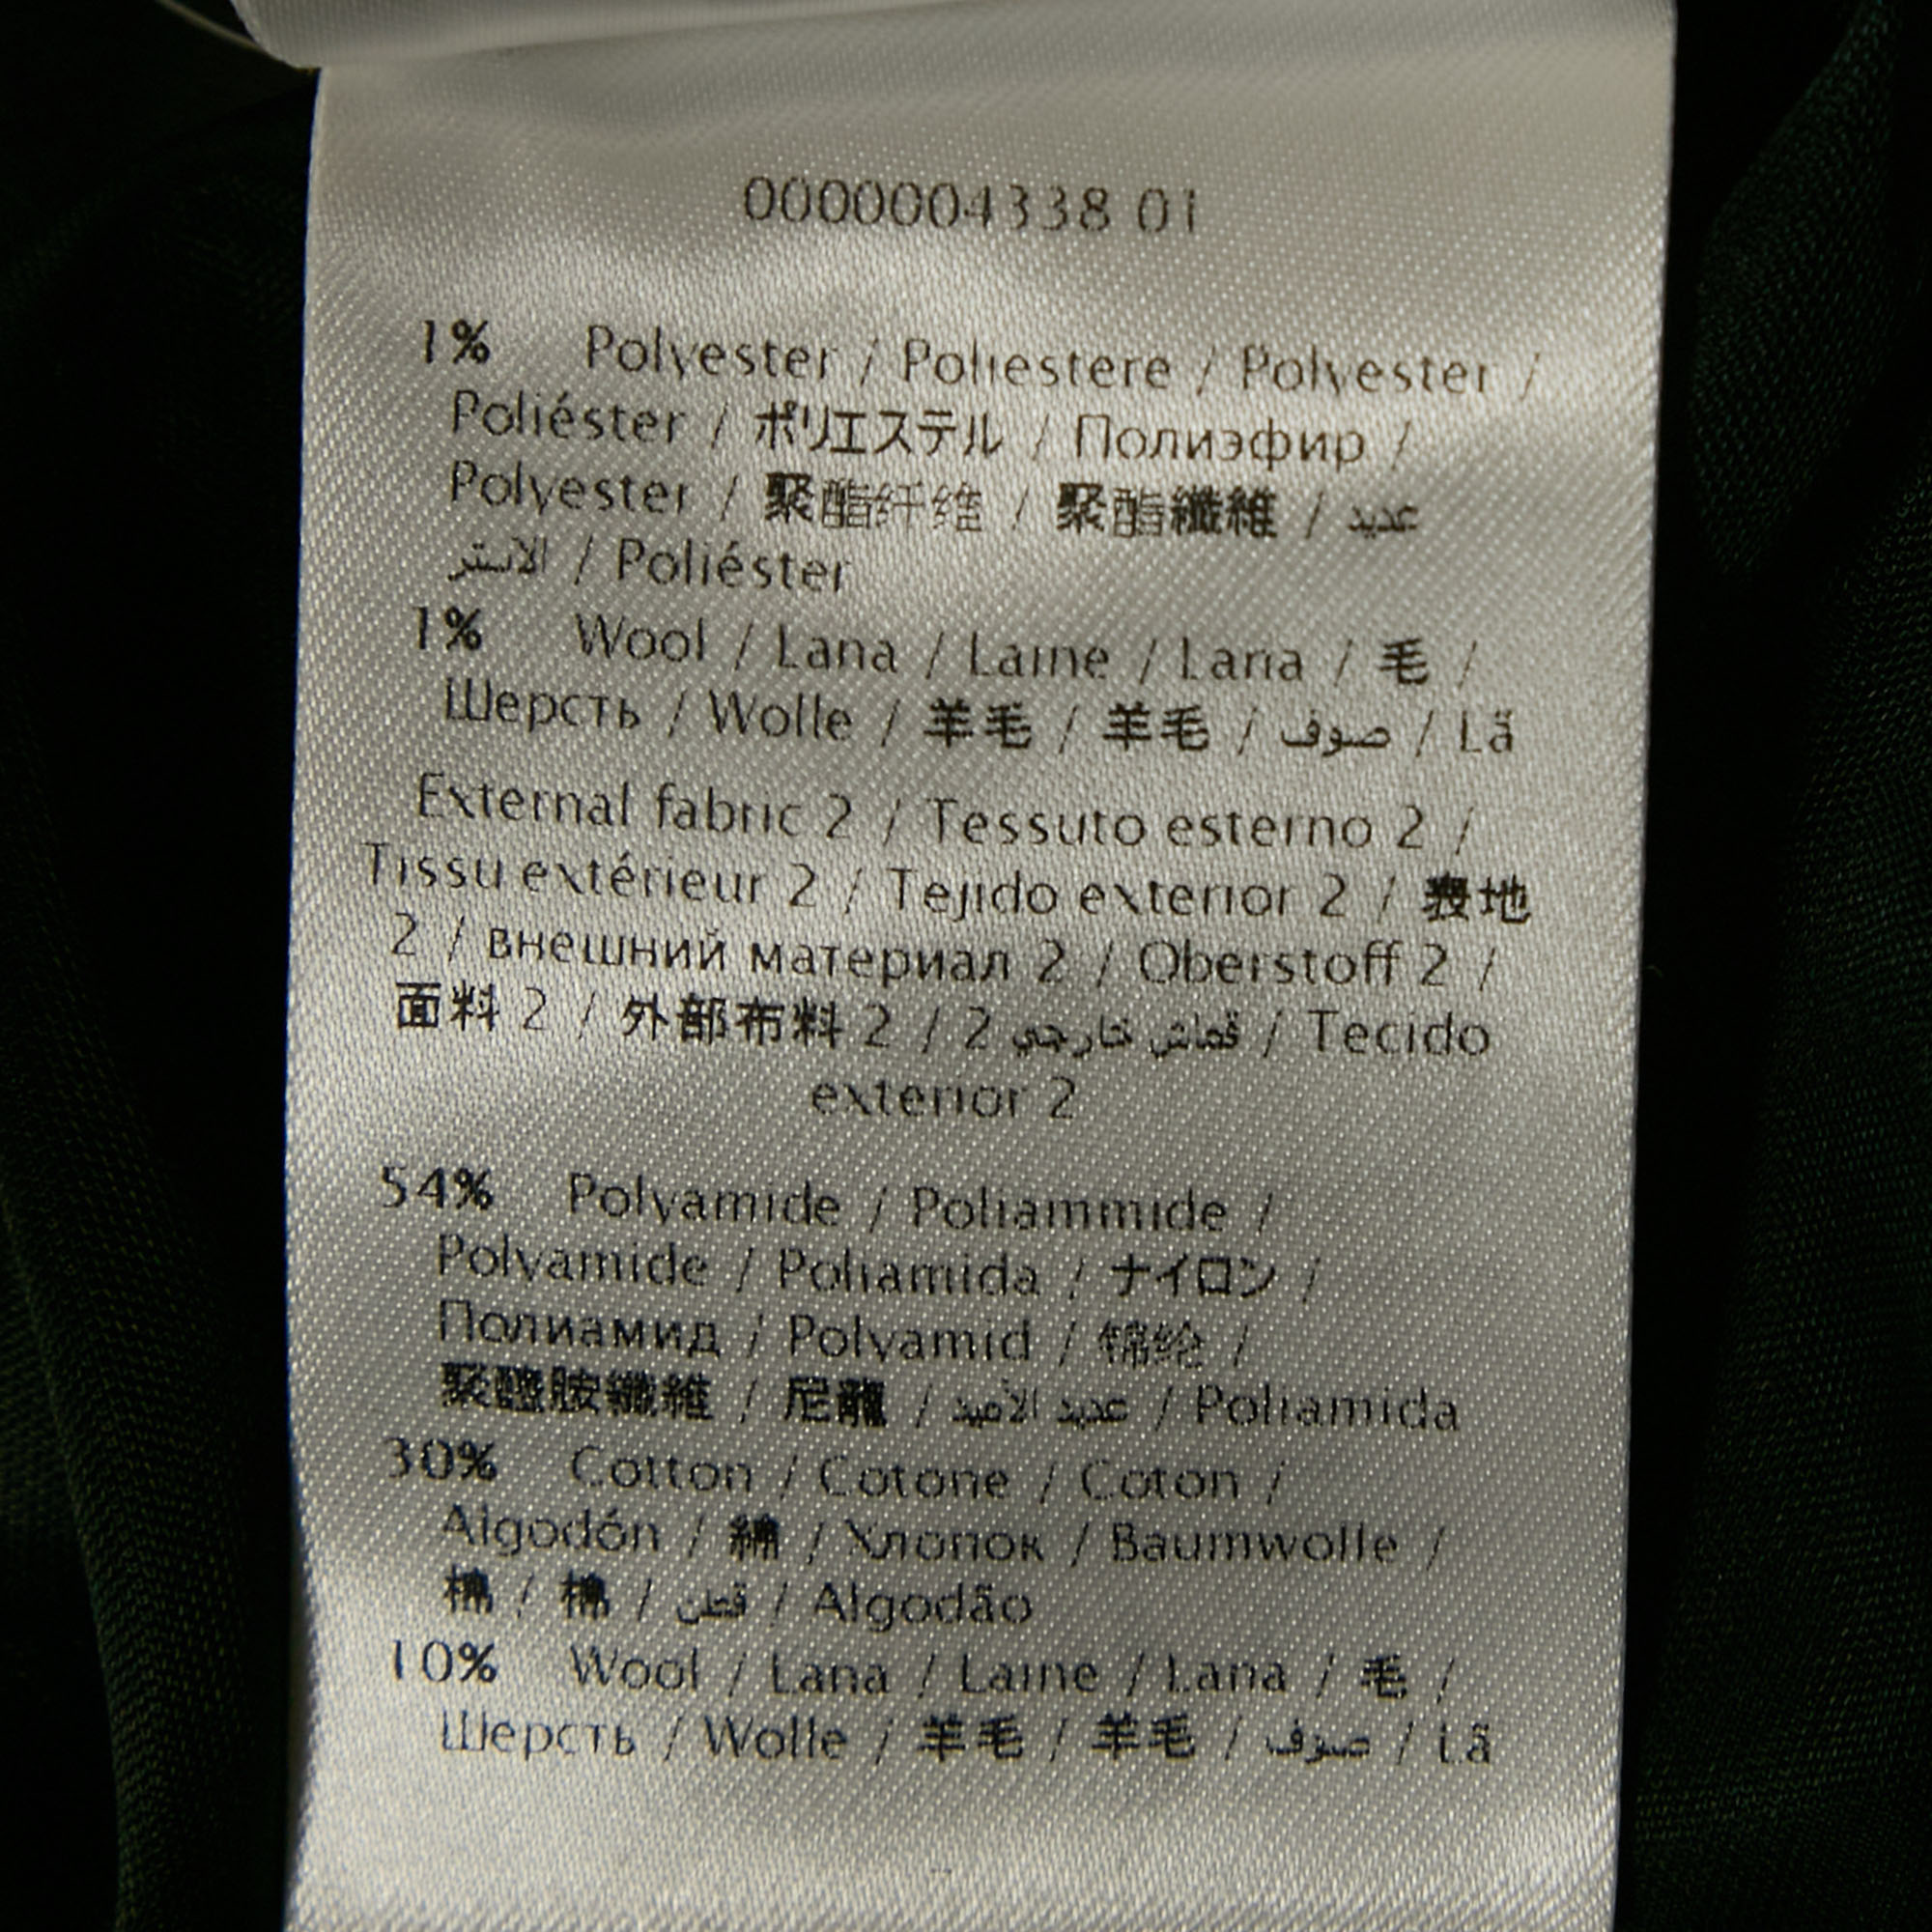 0000004338 01
1% Polyester / Poliestere / Polyester /
Poliéster / ポリエステル / Полиэфир /
Polyester / 聚酯纤维 / 聚酯纖維 / عديد
الاستر / Poliéster
1% Wool / Lana / Laine / Lana / 毛 /
Шерсть / Wolle / 羊毛 / 羊毛 / صوف / Lã
External fabric 2 / Tessuto esterno 2 /
Tissu extérieur 2 / Tejido exterior 2 / 表地
2 / внешний материал 2 / Oberstoff 2 /
面料 2 / 外部布料 2 / قماش خارجي 2 / Tecido
exterior 2
54% Polyamide / Poliammide /
Polyamide / Poliamida / ナイロン /
Полиамид / Polyamid / 锦纶 /
聚醯胺纖維 / 尼龍 / عديد الأميد / Poliamida
30% Cotton / Cotone / Coton /
Algodón / 綿 / Хлопок / Baumwolle /
棉 / 棉 / قطن / Algodão
10% Wool / Lana / Laine / Lana / 毛 /
Шерсть / Wolle / 羊毛 / 羊毛 / صوف / Lã